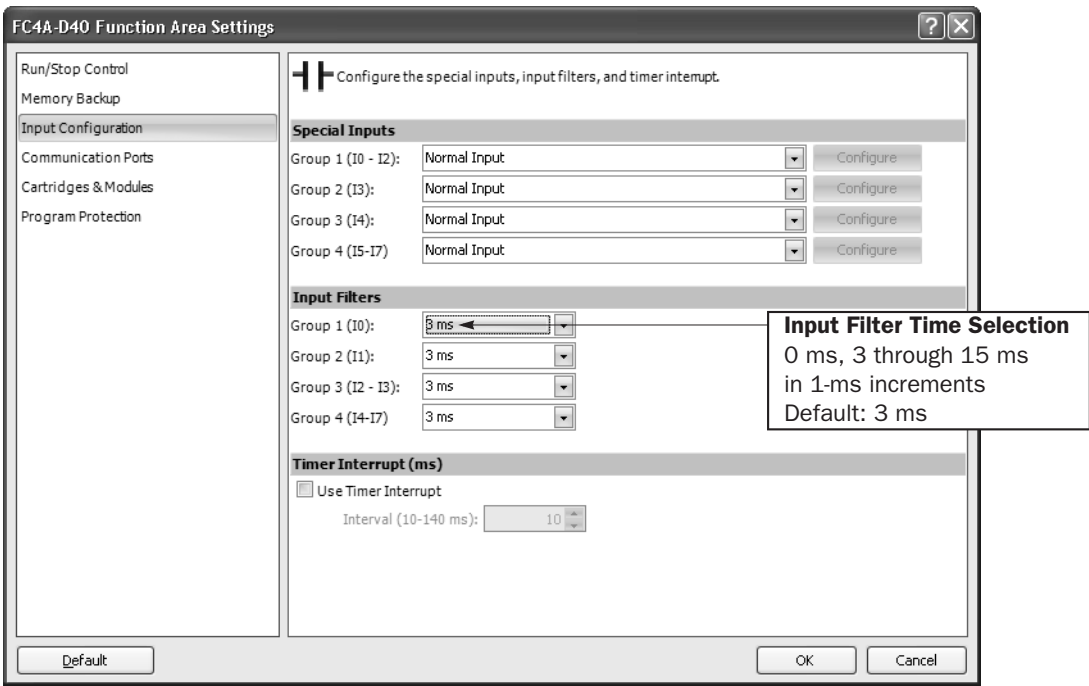 FC4A-D40 Function Area Settings
Run/Stop Control
Memory Backup
Input Configuration
Communication Ports
Cartridges & Modules
Program Protection
Configure the special inputs, input filters, and timer interrupt.
Special Inputs
Group 1 (I0 - I2): Normal Input Configure
Group 2 (I3): Normal Input Configure
Group 3 (I4): Normal Input Configure
Group 4 (I5-I7) Normal Input Configure
Input Filters
Group 1 (I0): 3 ms
Group 2 (I1): 3 ms
Group 3 (I2 - I3): 3 ms
Group 4 (I4-I7) 3 ms
Input Filter Time Selection
0 ms, 3 through 15 ms
in 1-ms increments
Default: 3 ms
Timer Interrupt (ms)
Use Timer Interrupt
Interval (10-140 ms): 10
Default OK Cancel